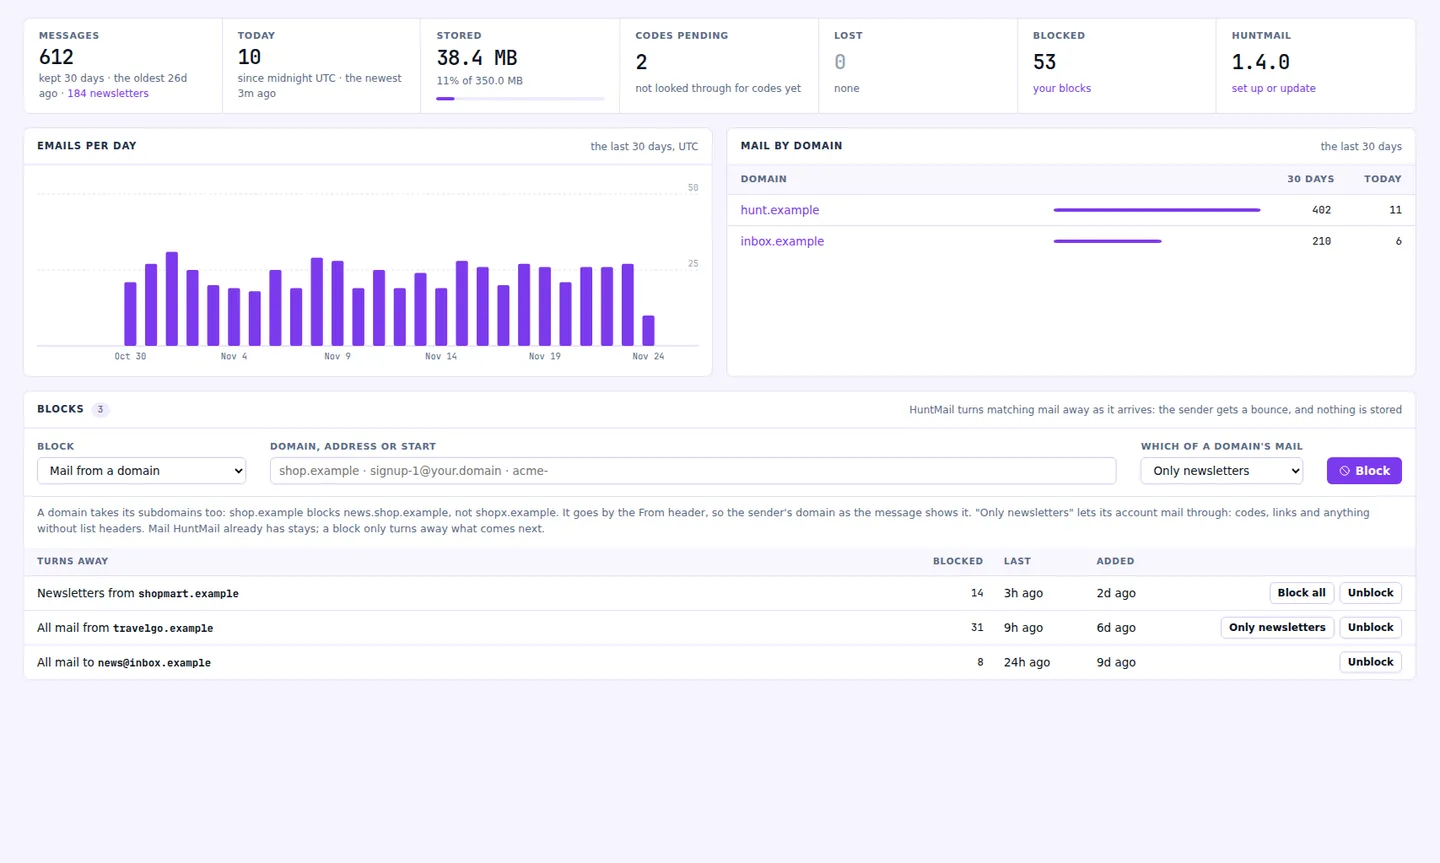 MESSAGES
612
kept 30 days · the oldest 26d
ago · 184 newsletters
TODAY
10
since midnight UTC · the newest
3m ago
STORED
38.4 MB
11% of 350.0 MB
CODES PENDING
2
not looked through for codes yet
LOST
0
none
BLOCKED
53
your blocks
HUNTMAIL
1.4.0
set up or update
EMAILS PER DAY
the last 30 days, UTC
50
25
Oct 30 Nov 4 Nov 9 Nov 14 Nov 19 Nov 24
MAIL BY DOMAIN
the last 30 days
DOMAIN 30 DAYS TODAY
hunt.example 402 11
inbox.example 210 6
BLOCKS 3
HuntMail turns matching mail away as it arrives: the sender gets a bounce, and nothing is stored
BLOCK
Mail from a domain
DOMAIN, ADDRESS OR START
shop.example · signup-1@your.domain · acme-
WHICH OF A DOMAIN'S MAIL
Only newsletters
Block
A domain takes its subdomains too: shop.example blocks news.shop.example, not shopx.example. It goes by the From header, so the sender's domain as the message shows it. "Only newsletters" lets its account mail through: codes, links and anything
without list headers. Mail HuntMail already has stays; a block only turns away what comes next.
TURNS AWAY BLOCKED LAST ADDED
Newsletters from shopmart.example 14 3h ago 2d ago Block all Unblock
All mail from travelgo.example 31 9h ago 6d ago Only newsletters Unblock
All mail to news@inbox.example 8 24h ago 9d ago Unblock